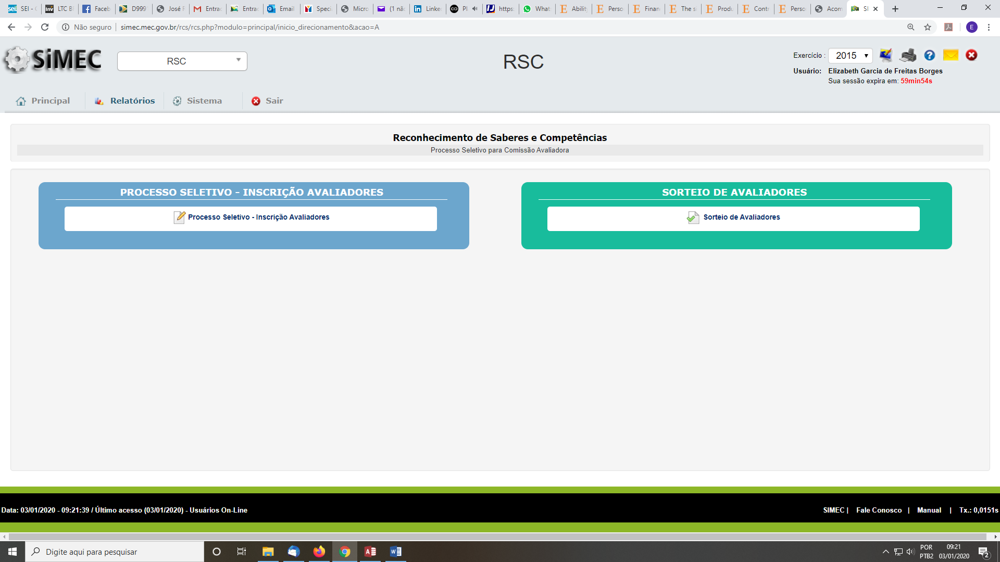 SEI - LTC B Faceb D999 José F Entra Entra Email Speci Micro (1 não Linke Pl https: What Ability Perso Finan The s Produ Contr Perso Acom SI
Não seguro simec.mec.gov.br/rcs/rcs.php?modulo=principal/inicio_direcionamento&acao=A E
SiMEC RSC RSC Exercício : 2015
Usuário: Elizabeth Garcia de Freitas Borges
Sua sessão expira em: 59min54s
Principal Relatórios Sistema Sair
Reconhecimento de Saberes e Competências
Processo Seletivo para Comissão Avaliadora
PROCESSO SELETIVO - INSCRIÇÃO AVALIADORES
Processo Seletivo - Inscrição Avaliadores
SORTEIO DE AVALIADORES
Sorteio de Avaliadores
Data: 03/01/2020 - 09:21:39 / Último acesso (03/01/2020) - Usuários On-Line SIMEC | Fale Conosco | Manual | Tx.: 0,0151s
Digite aqui para pesquisar
POR
PTB2
09:21
03/01/2020
2